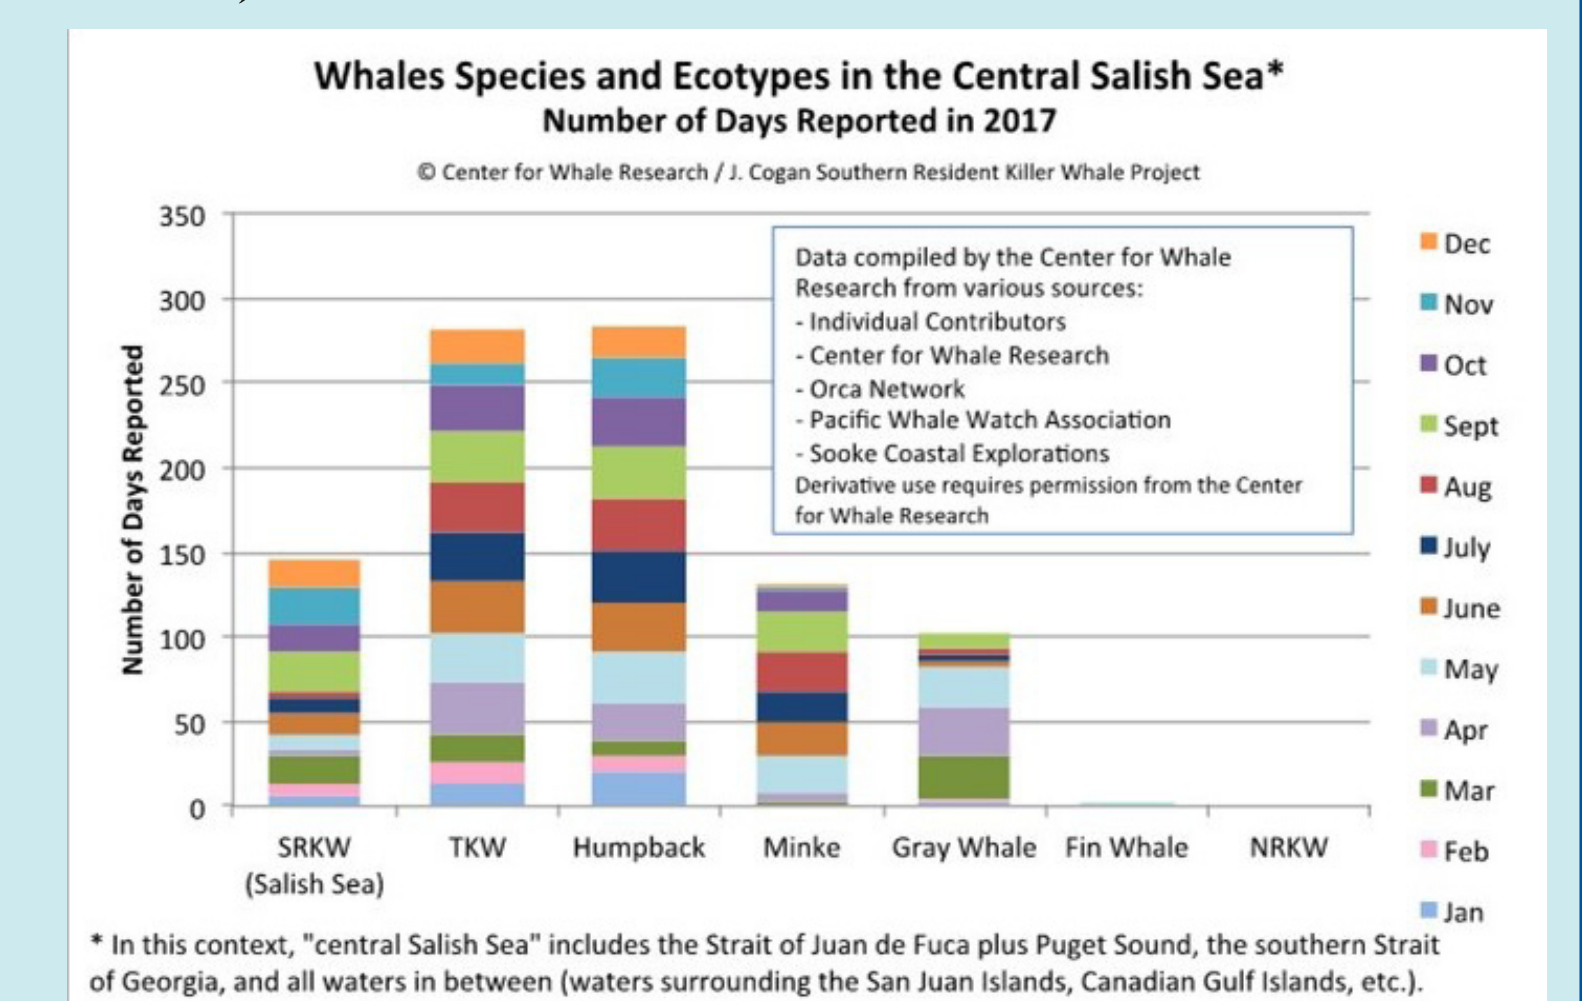 Whales Species and Ecotypes in the Central Salish Sea*
Number of Days Reported in 2017
© Center for Whale Research / J. Cogan Southern Resident Killer Whale Project
Number of Days Reported
350
300
250
200
150
100
50
0
Data compiled by the Center for Whale
Research from various sources:
- Individual Contributors
- Center for Whale Research
- Orca Network
- Pacific Whale Watch Association
- Sooke Coastal Explorations
Derivative use requires permission from the Center
for Whale Research
Dec
Nov
Oct
Sept
Aug
July
June
May
Apr
Mar
Feb
Jan
SRKW
(Salish Sea)
TKW
Humpback
Minke
Gray Whale
Fin Whale
NRKW
* In this context, "central Salish Sea" includes the Strait of Juan de Fuca plus Puget Sound, the southern Strait
of Georgia, and all waters in between (waters surrounding the San Juan Islands, Canadian Gulf Islands, etc.).